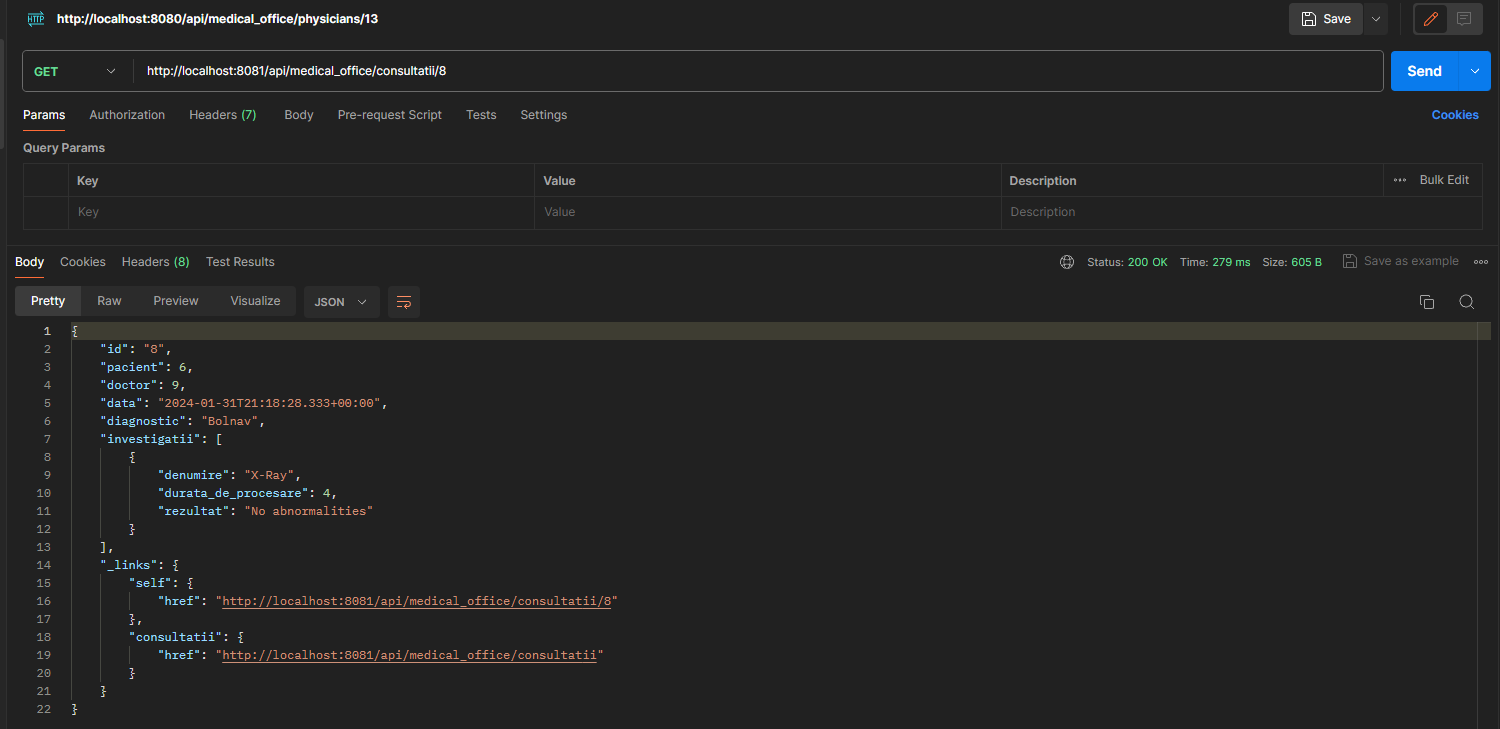 HTTP http://localhost:8080/api/medical_office/physicians/13 Save
GET http://localhost:8081/api/medical_office/consultatii/8 Send
Params Authorization Headers (7) Body Pre-request Script Tests Settings Cookies
Query Params
Key Value Description Bulk Edit
Key Value Description
Body Cookies Headers (8) Test Results Status: 200 OK Time: 279 ms Size: 605 B Save as example
Pretty Raw Preview Visualize JSON
1 {
2 "id": "8",
3 "pacient": 6,
4 "doctor": 9,
5 "data": "2024-01-31T21:18:28.333+00:00",
6 "diagnostic": "Bolnav",
7 "investigatii": [
8 {
9 "denumire": "X-Ray",
10 "durata_de_procesare": 4,
11 "rezultat": "No abnormalities"
12 }
13 ],
14 "_links": {
15 "self": {
16 "href": "http://localhost:8081/api/medical_office/consultatii/8"
17 },
18 "consultatii": {
19 "href": "http://localhost:8081/api/medical_office/consultatii"
20 }
21 }
22 }